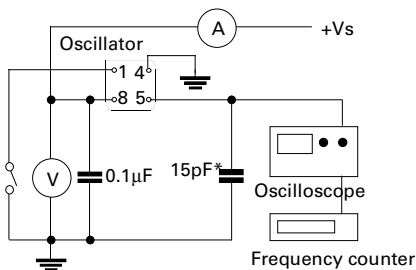 A
+Vs
Oscillator
1 4
8 5
V
0.1μF
15pF*
Oscilloscope
Frequency counter